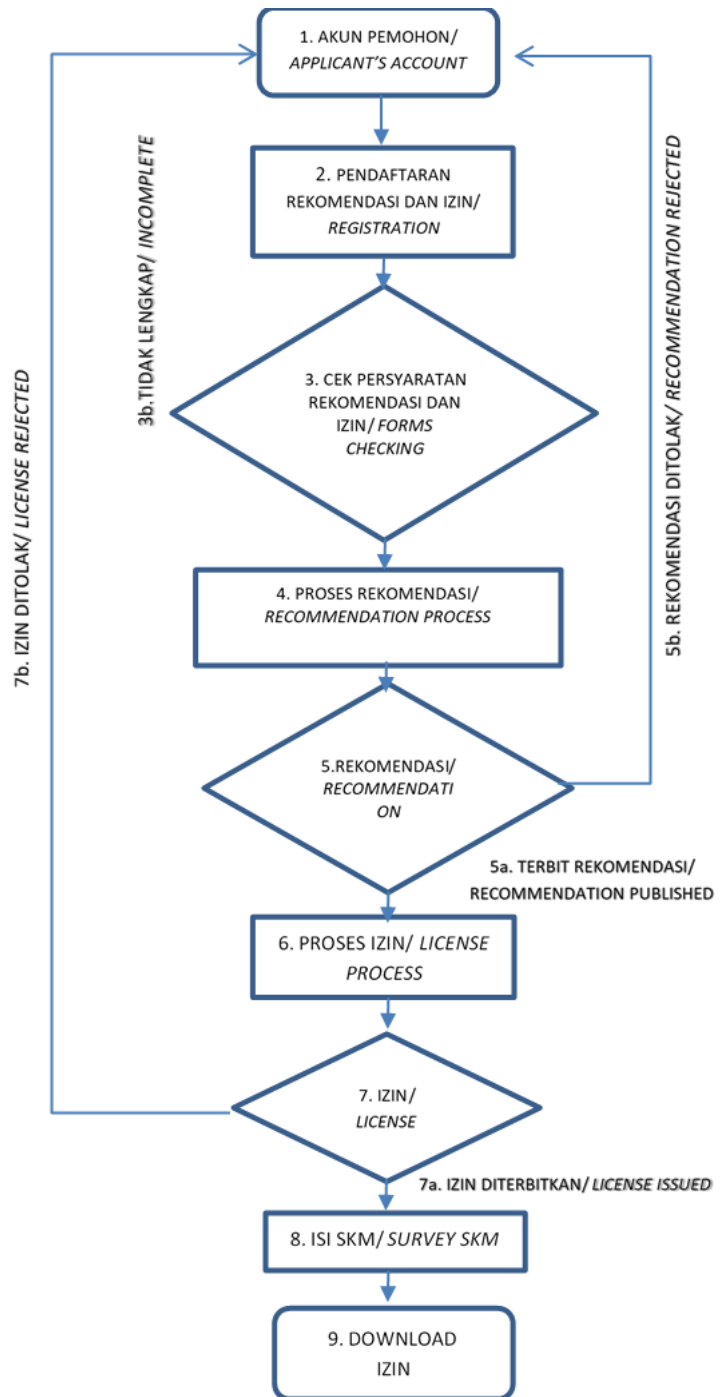 1. AKUN PEMOHON/
APPLICANT'S ACCOUNT
2. PENDAFTARAN
REKOMENDASI DAN IZIN/
REGISTRATION
3b.TIDAK LENGKAP/ INCOMPLETE
3. CEK PERSYARATAN
REKOMENDASI DAN
IZIN/ FORMS
CHECKING
7b. IZIN DITOLAK/ LICENSE REJECTED
5b. REKOMENDASI DITOLAK/ RECOMMENDATION REJECTED
4. PROSES REKOMENDASI/
RECOMMENDATION PROCESS
5.REKOMENDASI/
RECOMMENDATI
ON
5a. TERBIT REKOMENDASI/
RECOMMENDATION PUBLISHED
6. PROSES IZIN/ LICENSE
PROCESS
7. IZIN/
LICENSE
7a. IZIN DITERBITKAN/ LICENSE ISSUED
8. ISI SKM/ SURVEY SKM
9. DOWNLOAD
IZIN